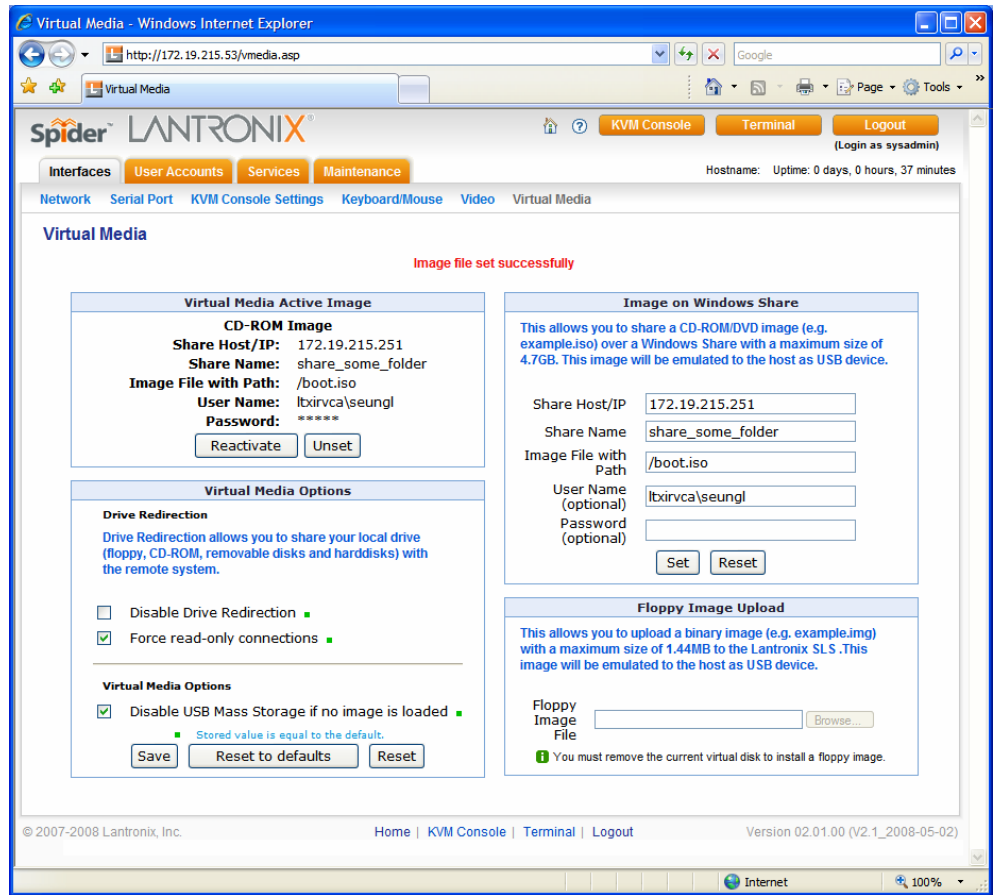 Virtual Media - Windows Internet Explorer
http://172.19.215.53/vmedia.asp
Google
Virtual Media
Page
Tools
»
Spider™ LANTRONIX®
KVM Console
Terminal
Logout
(Login as sysadmin)
Interfaces
User Accounts
Services
Maintenance
Hostname: Uptime: 0 days, 0 hours, 37 minutes
Network Serial Port KVM Console Settings Keyboard/Mouse Video Virtual Media
Virtual Media
Image file set successfully
Virtual Media Active Image
CD-ROM Image
Share Host/IP: 172.19.215.251
Share Name: share_some_folder
Image File with Path: /boot.iso
User Name: ltxirvca\seungl
Password: *****
Reactivate
Unset
Virtual Media Options
Drive Redirection
Drive Redirection allows you to share your local drive
(floppy, CD-ROM, removable disks and harddisks) with
the remote system.
Disable Drive Redirection
Force read-only connections
Virtual Media Options
Disable USB Mass Storage if no image is loaded
Stored value is equal to the default.
Save
Reset to defaults
Reset
Image on Windows Share
This allows you to share a CD-ROM/DVD image (e.g.
example.iso) over a Windows Share with a maximum size of
4.7GB. This image will be emulated to the host as USB device.
Share Host/IP 172.19.215.251
Share Name share_some_folder
Image File with
Path
/boot.iso
User Name
(optional)
ltxirvca\seungl
Password
(optional)
Set
Reset
Floppy Image Upload
This allows you to upload a binary image (e.g. example.img)
with a maximum size of 1.44MB to the Lantronix SLS .This
image will be emulated to the host as USB device.
Floppy
Image
File
Browse...
You must remove the current virtual disk to install a floppy image.
© 2007-2008 Lantronix, Inc.
Home | KVM Console | Terminal | Logout
Version 02.01.00 (V2.1_2008-05-02)
Internet
100%